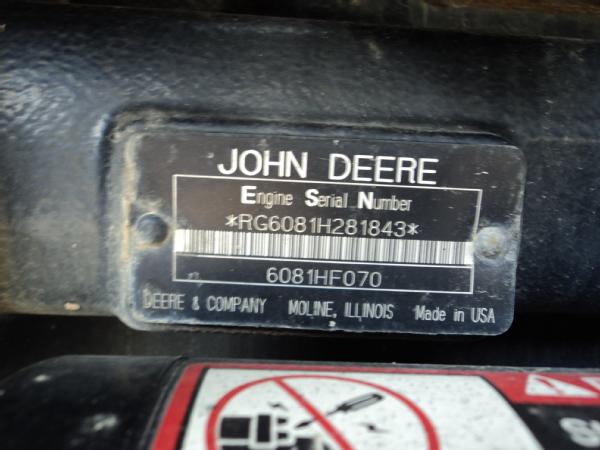 JOHN DEERE
Engine Serial Number
*RG6081H281843*
6081HF070
DEERE & COMPANY MOLINE, ILLINOIS Made in USA